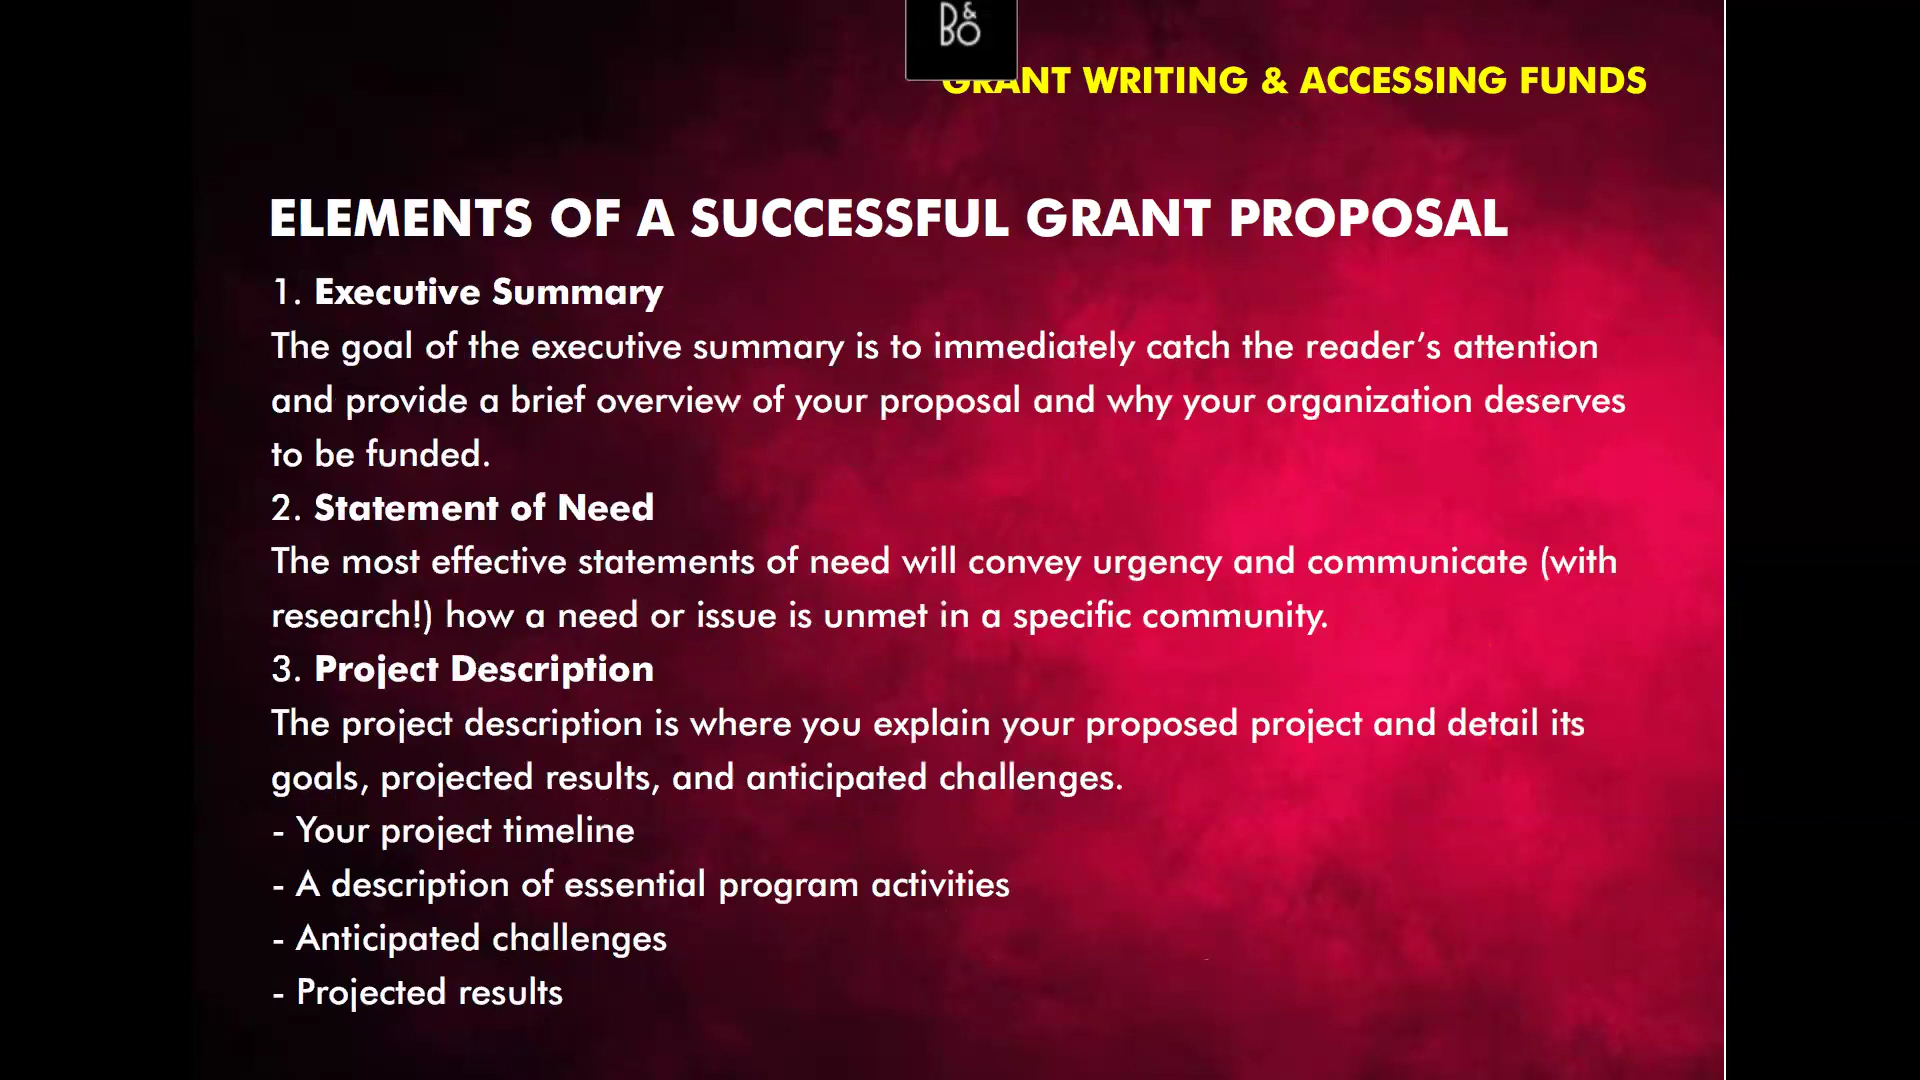 B&O
GRANT WRITING & ACCESSING FUNDS
ELEMENTS OF A SUCCESSFUL GRANT PROPOSAL
1. Executive Summary
The goal of the executive summary is to immediately catch the reader’s attention
and provide a brief overview of your proposal and why your organization deserves
to be funded.
2. Statement of Need
The most effective statements of need will convey urgency and communicate (with
research!) how a need or issue is unmet in a specific community.
3. Project Description
The project description is where you explain your proposed project and detail its
goals, projected results, and anticipated challenges.
- Your project timeline
- A description of essential program activities
- Anticipated challenges
- Projected results